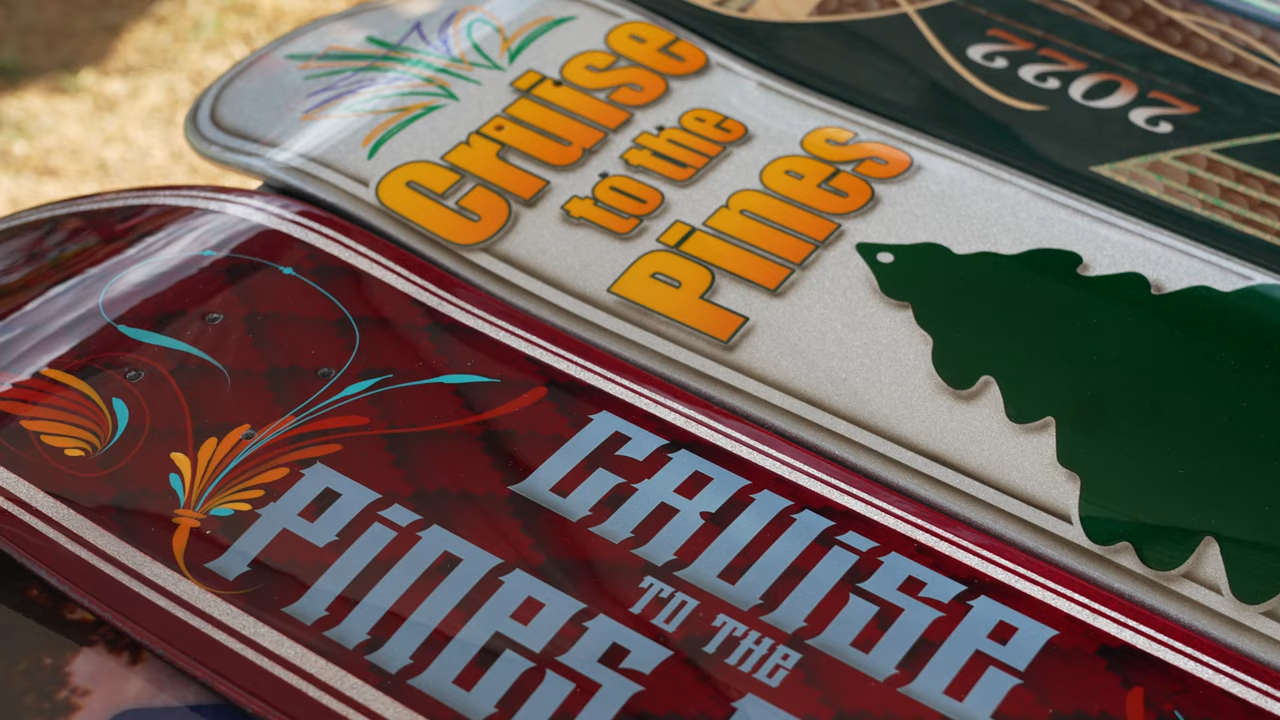 Cruise
to the
Pines
2022
CRUiSe
TO THe
PiNes